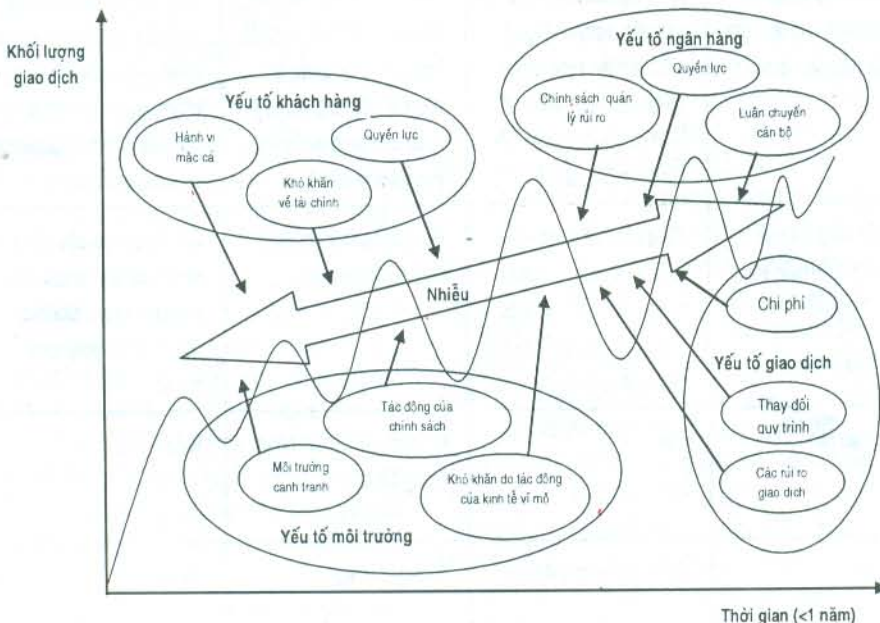 Khối lượng
giao dịch
Yếu tố ngân hàng
Quyền lực
Chính sách quản
lý rủi ro
Luân chuyển
cán bộ
Yếu tố khách hàng
Hành vi
mặc cả
Quyền lực
Khó khăn
về tài chính
Nhiễu
Chi phí
Yếu tố giao dịch
Thay đổi
quy trình
Các rủi ro
giao dịch
Tác động của
chính sách
Môi trường
cạnh tranh
Khó khăn do tác động
của kinh tế vĩ mô
Yếu tố môi trường
Thời gian (<1 năm)